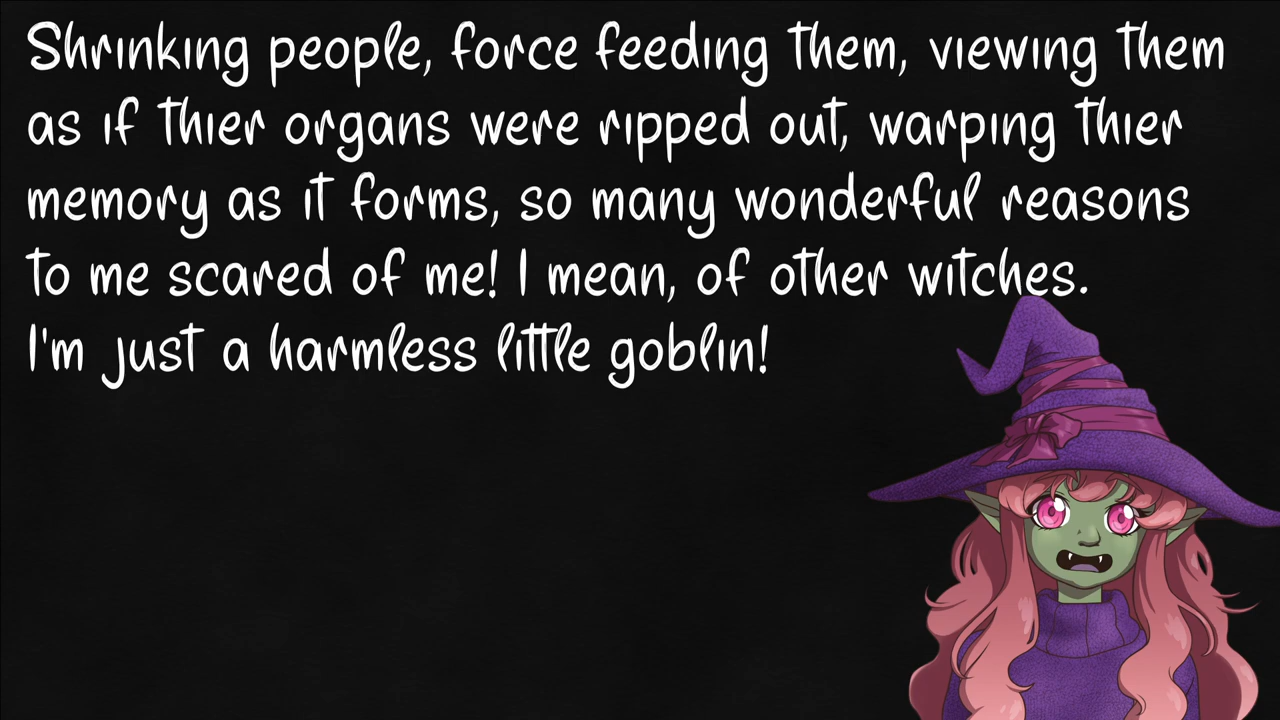 Shrinking people, force feeding them, viewing them
as if thier organs were ripped out, warping thier
memory as it forms, so many wonderful reasons
to me scared of me! I mean, of other witches.
I'm just a harmless little goblin!